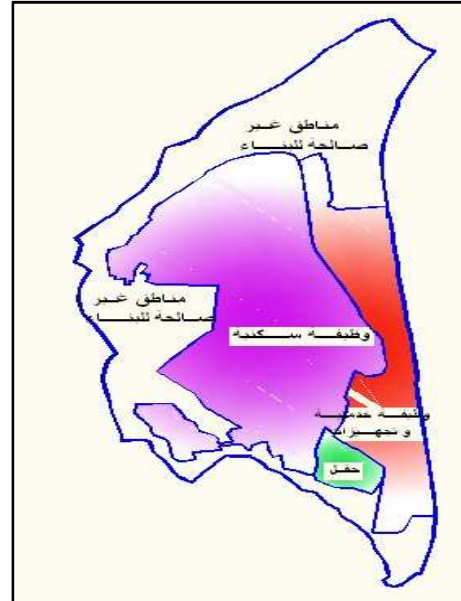 مناطق غير
صالحة للبناء
مناطق غير
صالحة للبناء
وظيفة سكنية
وظيفة خدمية
و تجهيزات
حقل